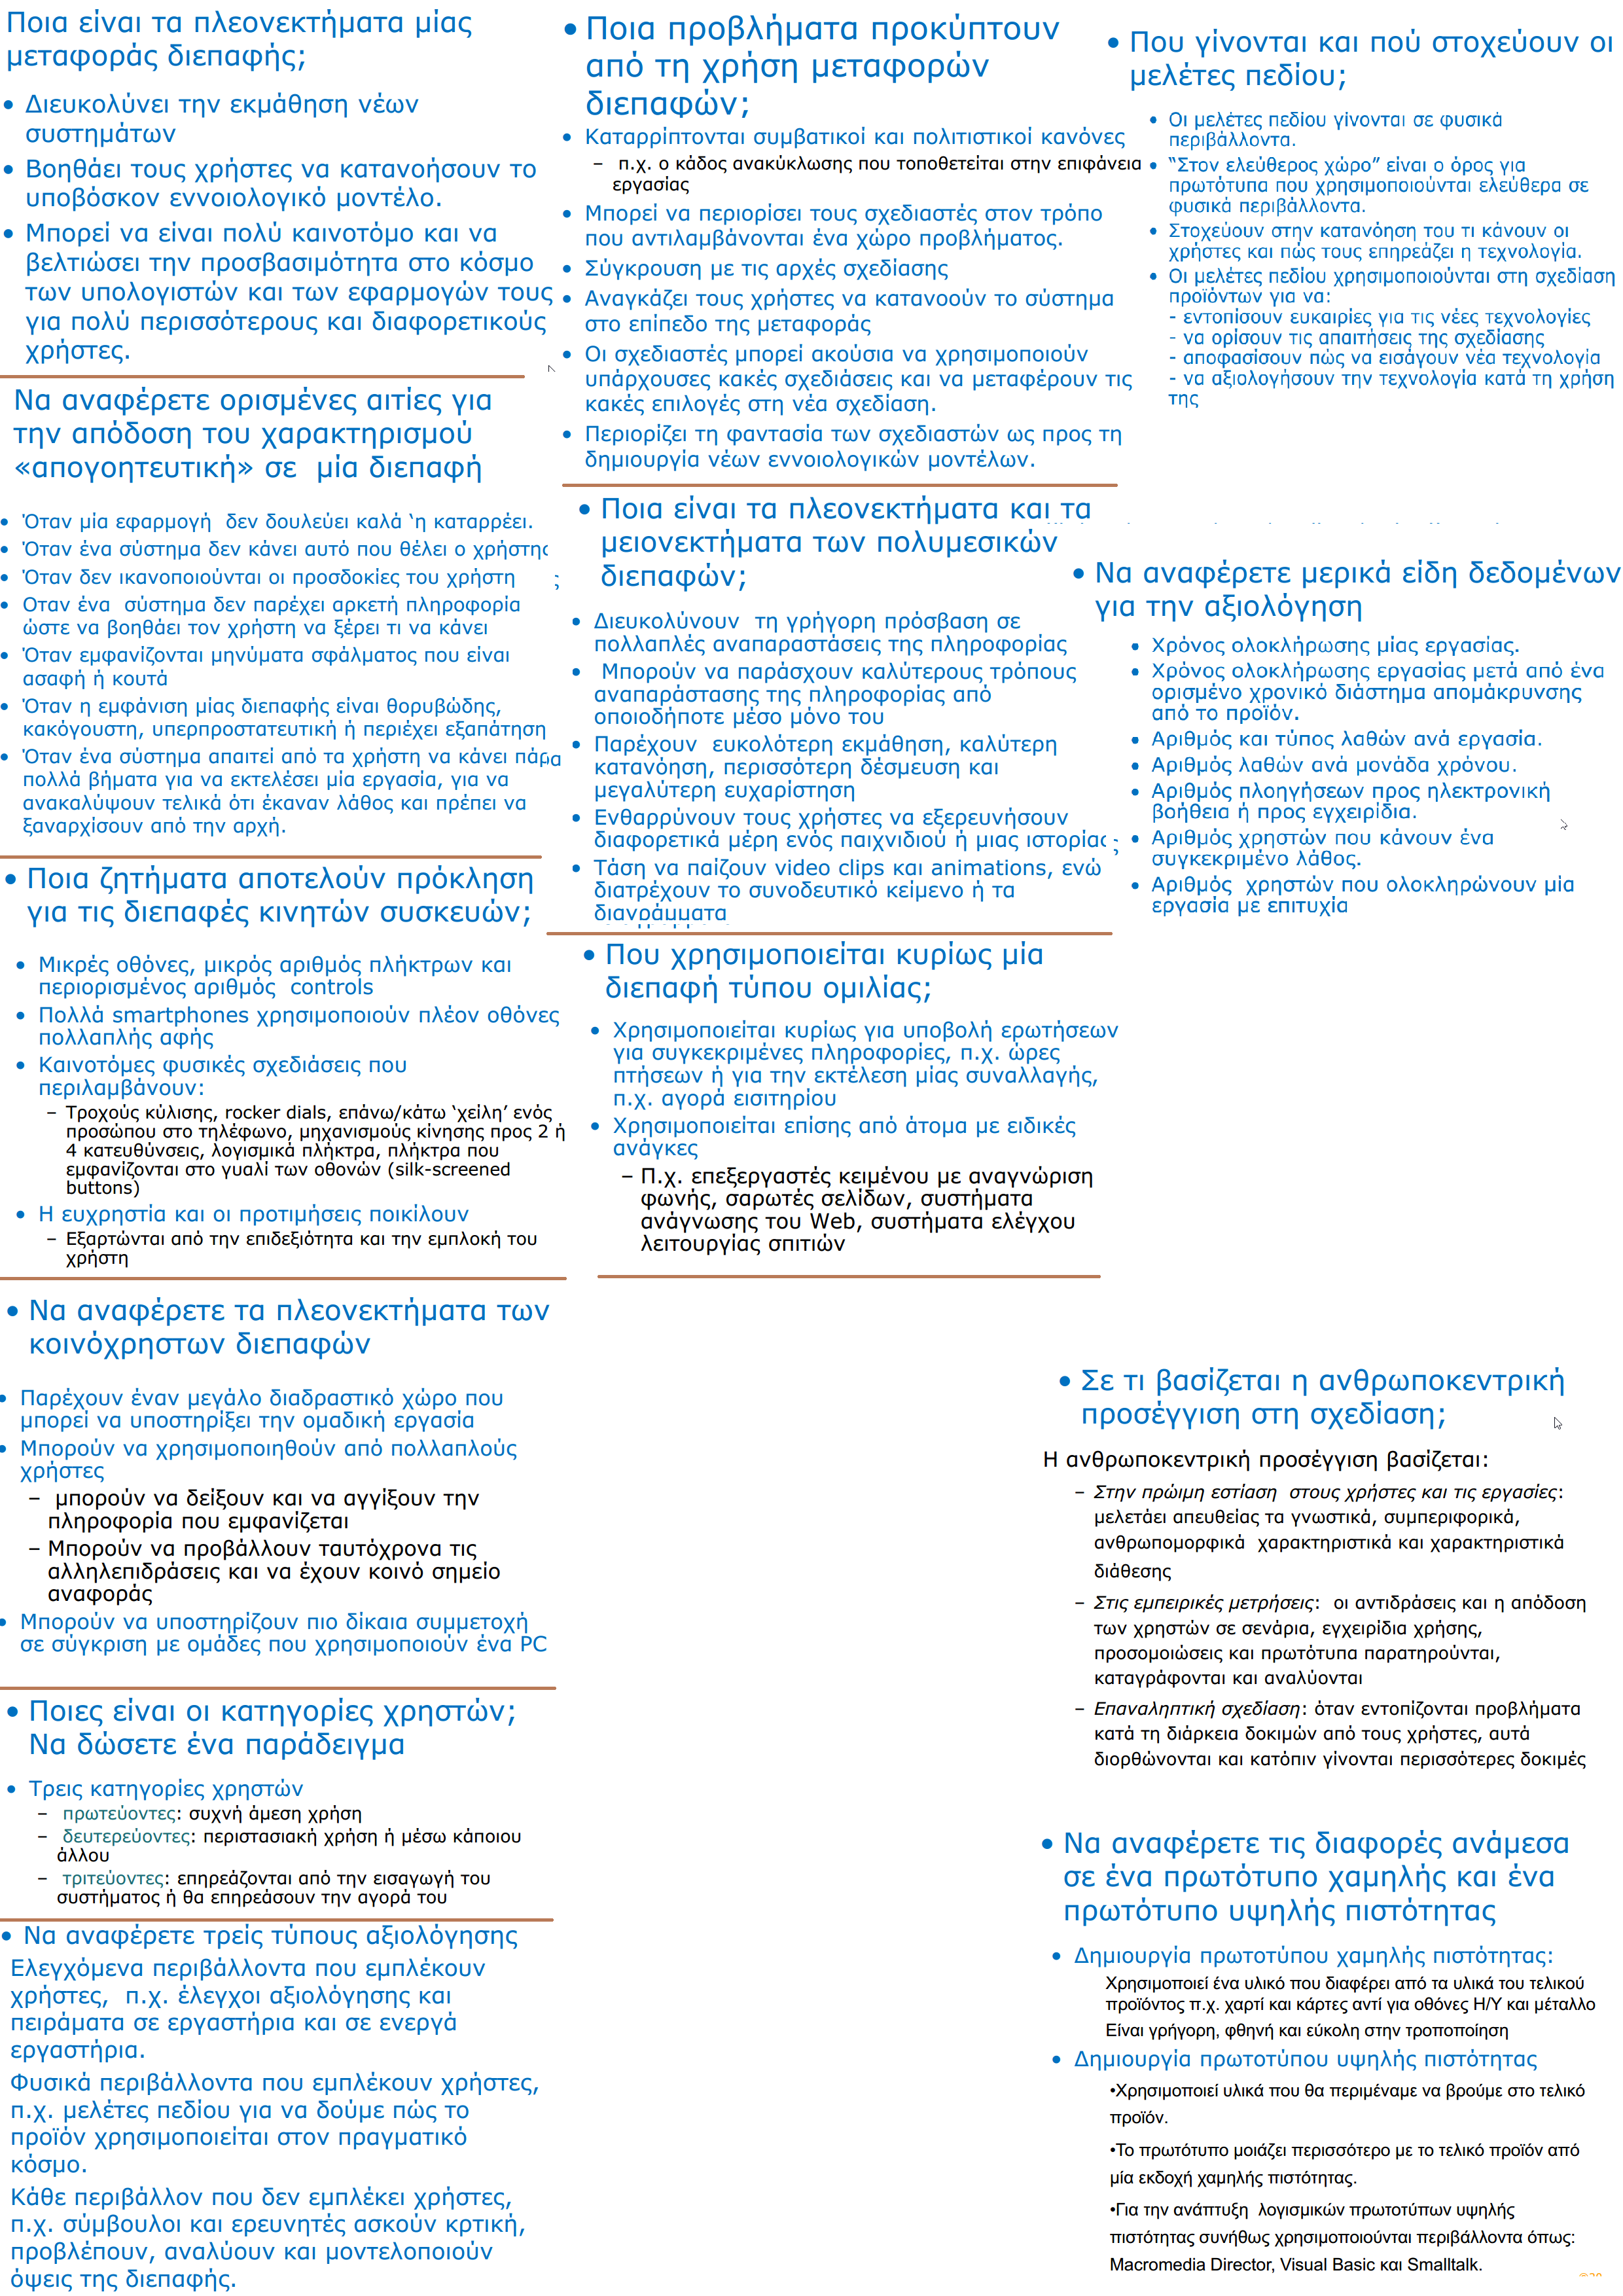 Ποια είναι τα πλεονεκτήματα μίας
μεταφοράς διεπαφής;
• Διευκολύνει την εκμάθηση νέων
συστημάτων
• Βοηθάει τους χρήστες να κατανοήσουν το
υποβόσκον εννοιολογικό μοντέλο.
• Μπορεί να είναι πολύ καινοτόμο και να
βελτιώσει την προσβασιμότητα στο κόσμο
των υπολογιστών και των εφαρμογών τους
για πολύ περισσότερους και διαφορετικούς
χρήστες.
Να αναφέρετε ορισμένες αιτίες για
την απόδοση του χαρακτηρισμού
«απογοητευτική» σε μία διεπαφή
• Όταν μία εφαρμογή δεν δουλεύει καλά ‘η καταρρέει.
• Όταν ένα σύστημα δεν κάνει αυτό που θέλει ο χρήστης
• Όταν δεν ικανοποιούνται οι προσδοκίες του χρήστη
• Οταν ένα σύστημα δεν παρέχει αρκετή πληροφορία
ώστε να βοηθάει τον χρήστη να ξέρει τι να κάνει
• Όταν εμφανίζονται μηνύματα σφάλματος που είναι
ασαφή ή κουτά
• Όταν η εμφάνιση μίας διεπαφής είναι θορυβώδης,
κακόγουστη, υπερπροστατευτική ή περιέχει εξαπάτηση
• Όταν ένα σύστημα απαιτεί από τα χρήστη να κάνει πάρα
πολλά βήματα για να εκτελέσει μία εργασία, για να
ανακαλύψουν τελικά ότι έκαναν λάθος και πρέπει να
ξαναρχίσουν από την αρχή.
• Ποια ζητήματα αποτελούν πρόκληση
για τις διεπαφές κινητών συσκευών;
• Μικρές οθόνες, μικρός αριθμός πλήκτρων και
περιορισμένος αριθμός controls
• Πολλά smartphones χρησιμοποιούν πλέον οθόνες
πολλαπλής αφής
• Καινοτόμες φυσικές σχεδιάσεις που
περιλαμβάνουν:
– Τροχούς κύλισης, rocker dials, επάνω/κάτω ‘χείλη’ ενός
προσώπου στο τηλέφωνο, μηχανισμούς κίνησης προς 2 ή
4 κατευθύνσεις, λογισμικά πλήκτρα, πλήκτρα που
εμφανίζονται στο γυαλί των οθονών (silk-screened
buttons)
• Η ευχρηστία και οι προτιμήσεις ποικίλουν
– Εξαρτώνται από την επιδεξιότητα και την εμπλοκή του
χρήστη
• Να αναφέρετε τα πλεονεκτήματα των
κοινόχρηστων διεπαφών
• Παρέχουν έναν μεγάλο διαδραστικό χώρο που
μπορεί να υποστηρίξει την ομαδική εργασία
• Μπορούν να χρησιμοποιηθούν από πολλαπλούς
χρήστες
– μπορούν να δείξουν και να αγγίξουν την
πληροφορία που εμφανίζεται
– Μπορούν να προβάλλουν ταυτόχρονα τις
αλληλεπιδράσεις και να έχουν κοινό σημείο
αναφοράς
• Μπορούν να υποστηρίζουν πιο δίκαια συμμετοχή
σε σύγκριση με ομάδες που χρησιμοποιούν ένα PC
• Ποιες είναι οι κατηγορίες χρηστών;
Να δώσετε ένα παράδειγμα
• Τρεις κατηγορίες χρηστών
– πρωτεύοντες: συχνή άμεση χρήση
– δευτερεύοντες: περιστασιακή χρήση ή μέσω κάποιου
άλλου
– τριτεύοντες: επηρεάζονται από την εισαγωγή του
συστήματος ή θα επηρεάσουν την αγορά του
• Να αναφέρετε τρείς τύπους αξιολόγησης
Ελεγχόμενα περιβάλλοντα που εμπλέκουν
χρήστες, π.χ. έλεγχοι αξιολόγησης και
πειράματα σε εργαστήρια και σε ενεργά
εργαστήρια.
Φυσικά περιβάλλοντα που εμπλέκουν χρήστες,
π.χ. μελέτες πεδίου για να δούμε πώς το
προϊόν χρησιμοποιείται στον πραγματικό
κόσμο.
Κάθε περιβάλλον που δεν εμπλέκει χρήστες,
π.χ. σύμβουλοι και ερευνητές ασκούν κρτική,
προβλέπουν, αναλύουν και μοντελοποιούν
όψεις της διεπαφής.
• Ποια προβλήματα προκύπτουν
από τη χρήση μεταφορών
διεπαφών;
• Καταρρίπτονται συμβατικοί και πολιτιστικοί κανόνες
– π.χ. ο κάδος ανακύκλωσης που τοποθετείται στην επιφάνεια
εργασίας
• Μπορεί να περιορίσει τους σχεδιαστές στον τρόπο
που αντιλαμβάνονται ένα χώρο προβλήματος.
• Σύγκρουση με τις αρχές σχεδίασης
• Αναγκάζει τους χρήστες να κατανοούν το σύστημα
στο επίπεδο της μεταφοράς
• Οι σχεδιαστές μπορεί ακούσια να χρησιμοποιούν
υπάρχουσες κακές σχεδιάσεις και να μεταφέρουν τις
κακές επιλογές στη νέα σχεδίαση.
• Περιορίζει τη φαντασία των σχεδιαστών ως προς τη
δημιουργία νέων εννοιολογικών μοντέλων.
• Ποια είναι τα πλεονεκτήματα και τα
μειονεκτήματα των πολυμεσικών
διεπαφών;
• Διευκολύνουν τη γρήγορη πρόσβαση σε
πολλαπλές αναπαραστάσεις της πληροφορίας
• Μπορούν να παράσχουν καλύτερους τρόπους
αναπαράστασης της πληροφορίας από
οποιοδήποτε μέσο μόνο του
• Παρέχουν ευκολότερη εκμάθηση, καλύτερη
κατανόηση, περισσότερη δέσμευση και
μεγαλύτερη ευχαρίστηση
• Ενθαρρύνουν τους χρήστες να εξερευνήσουν
διαφορετικά μέρη ενός παιχνιδιού ή μιας ιστορίας
• Τάση να παίζουν video clips και animations, ενώ
διατρέχουν το συνοδευτικό κείμενο ή τα
διαγράμματα
• Που χρησιμοποιείται κυρίως μία
διεπαφή τύπου ομιλίας;
• Χρησιμοποιείται κυρίως για υποβολή ερωτήσεων
για συγκεκριμένες πληροφορίες, π.χ. ώρες
πτήσεων ή για την εκτέλεση μίας συναλλαγής,
π.χ. αγορά εισιτηρίου
• Χρησιμοποιείται επίσης από άτομα με ειδικές
ανάγκες
– Π.χ. επεξεργαστές κειμένου με αναγνώριση
φωνής, σαρωτές σελίδων, συστήματα
ανάγνωσης του Web, συστήματα ελέγχου
λειτουργίας σπιτιών
• Που γίνονται και πού στοχεύουν οι
μελέτες πεδίου;
• Οι μελέτες πεδίου γίνονται σε φυσικά
περιβάλλοντα.
• “Στον ελεύθερος χώρο” είναι ο όρος για
πρωτότυπα που χρησιμοποιούνται ελεύθερα σε
φυσικά περιβάλλοντα.
• Στοχεύουν στην κατανόηση του τι κάνουν οι
χρήστες και πώς τους επηρεάζει η τεχνολογία.
• Οι μελέτες πεδίου χρησιμοποιούνται στη σχεδίαση
προϊόντων για να:
- εντοπίσουν ευκαιρίες για τις νέες τεχνολογίες
- να ορίσουν τις απαιτήσεις της σχεδίασης
- αποφασίσουν πώς να εισάγουν νέα τεχνολογία
- να αξιολογήσουν την τεχνολογία κατά τη χρήση
της
• Να αναφέρετε μερικά είδη δεδομένων
για την αξιολόγηση
• Χρόνος ολοκλήρωσης μίας εργασίας.
• Χρόνος ολοκλήρωσης εργασίας μετά από ένα
ορισμένο χρονικό διάστημα απομάκρυνσης
από το προϊόν.
• Αριθμός και τύπος λαθών ανά εργασία.
• Αριθμός λαθών ανά μονάδα χρόνου.
• Αριθμός πλοηγήσεων προς ηλεκτρονική
βοήθεια ή προς εγχειρίδια.
• Αριθμός χρηστών που κάνουν ένα
συγκεκριμένο λάθος.
• Αριθμός χρηστών που ολοκληρώνουν μία
εργασία με επιτυχία
• Σε τι βασίζεται η ανθρωποκεντρική
προσέγγιση στη σχεδίαση;
Η ανθρωποκεντρική προσέγγιση βασίζεται:
– Στην πρώιμη εστίαση στους χρήστες και τις εργασίες:
μελετάει απευθείας τα γνωστικά, συμπεριφορικά,
ανθρωπομορφικά χαρακτηριστικά και χαρακτηριστικά
διάθεσης
– Στις εμπειρικές μετρήσεις: οι αντιδράσεις και η απόδοση
των χρηστών σε σενάρια, εγχειρίδια χρήσης,
προσομοιώσεις και πρωτότυπα παρατηρούνται,
καταγράφονται και αναλύονται
– Επαναληπτική σχεδίαση: όταν εντοπίζονται προβλήματα
κατά τη διάρκεια δοκιμών από τους χρήστες, αυτά
διορθώνονται και κατόπιν γίνονται περισσότερες δοκιμές
• Να αναφέρετε τις διαφορές ανάμεσα
σε ένα πρωτότυπο χαμηλής και ένα
πρωτότυπο υψηλής πιστότητας
• Δημιουργία πρωτοτύπου χαμηλής πιστότητας:
Χρησιμοποιεί ένα υλικό που διαφέρει από τα υλικά του τελικού
προϊόντος π.χ. χαρτί και κάρτες αντί για οθόνες Η/Υ και μέταλλο
Είναι γρήγορη, φθηνή και εύκολη στην τροποποίηση
• Δημιουργία πρωτοτύπου υψηλής πιστότητας
•Χρησιμοποιεί υλικά που θα περιμέναμε να βρούμε στο τελικό
προϊόν.
•Το πρωτότυπο μοιάζει περισσότερο με το τελικό προϊόν από
μία εκδοχή χαμηλής πιστότητας.
•Για την ανάπτυξη λογισμικών πρωτοτύπων υψηλής
πιστότητας συνήθως χρησιμοποιούνται περιβάλλοντα όπως:
Macromedia Director, Visual Basic και Smalltalk.